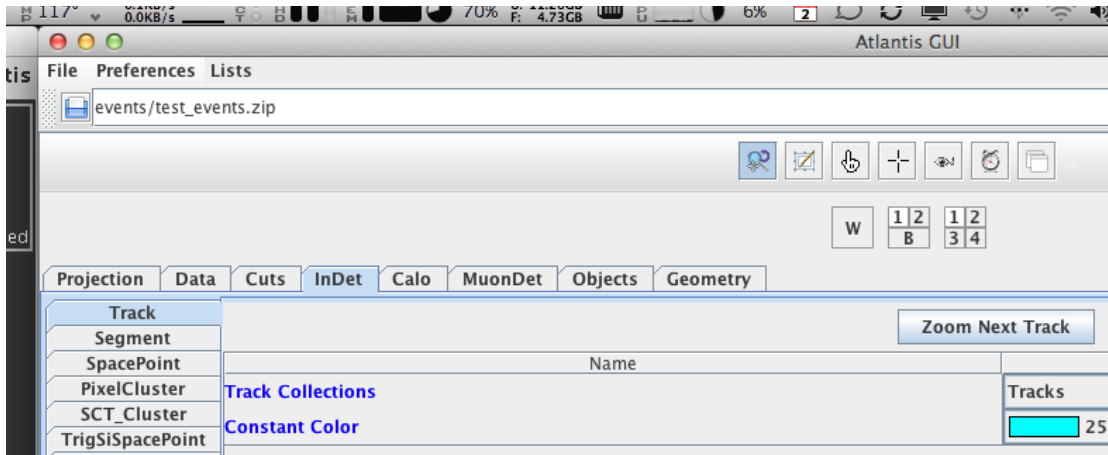 117° 0.0KB/s 70% F: 4.73GB 6% 2
Atlantis GUI
tis File Preferences Lists
events/test_events.zip
W 1 2 B 1 2 3 4
ed
Projection Data Cuts InDet Calo MuonDet Objects Geometry
Track
Zoom Next Track
Segment
SpacePoint
Name
PixelCluster
Track Collections Tracks
SCT_Cluster
Constant Color 25
TrigSiSpacePoint